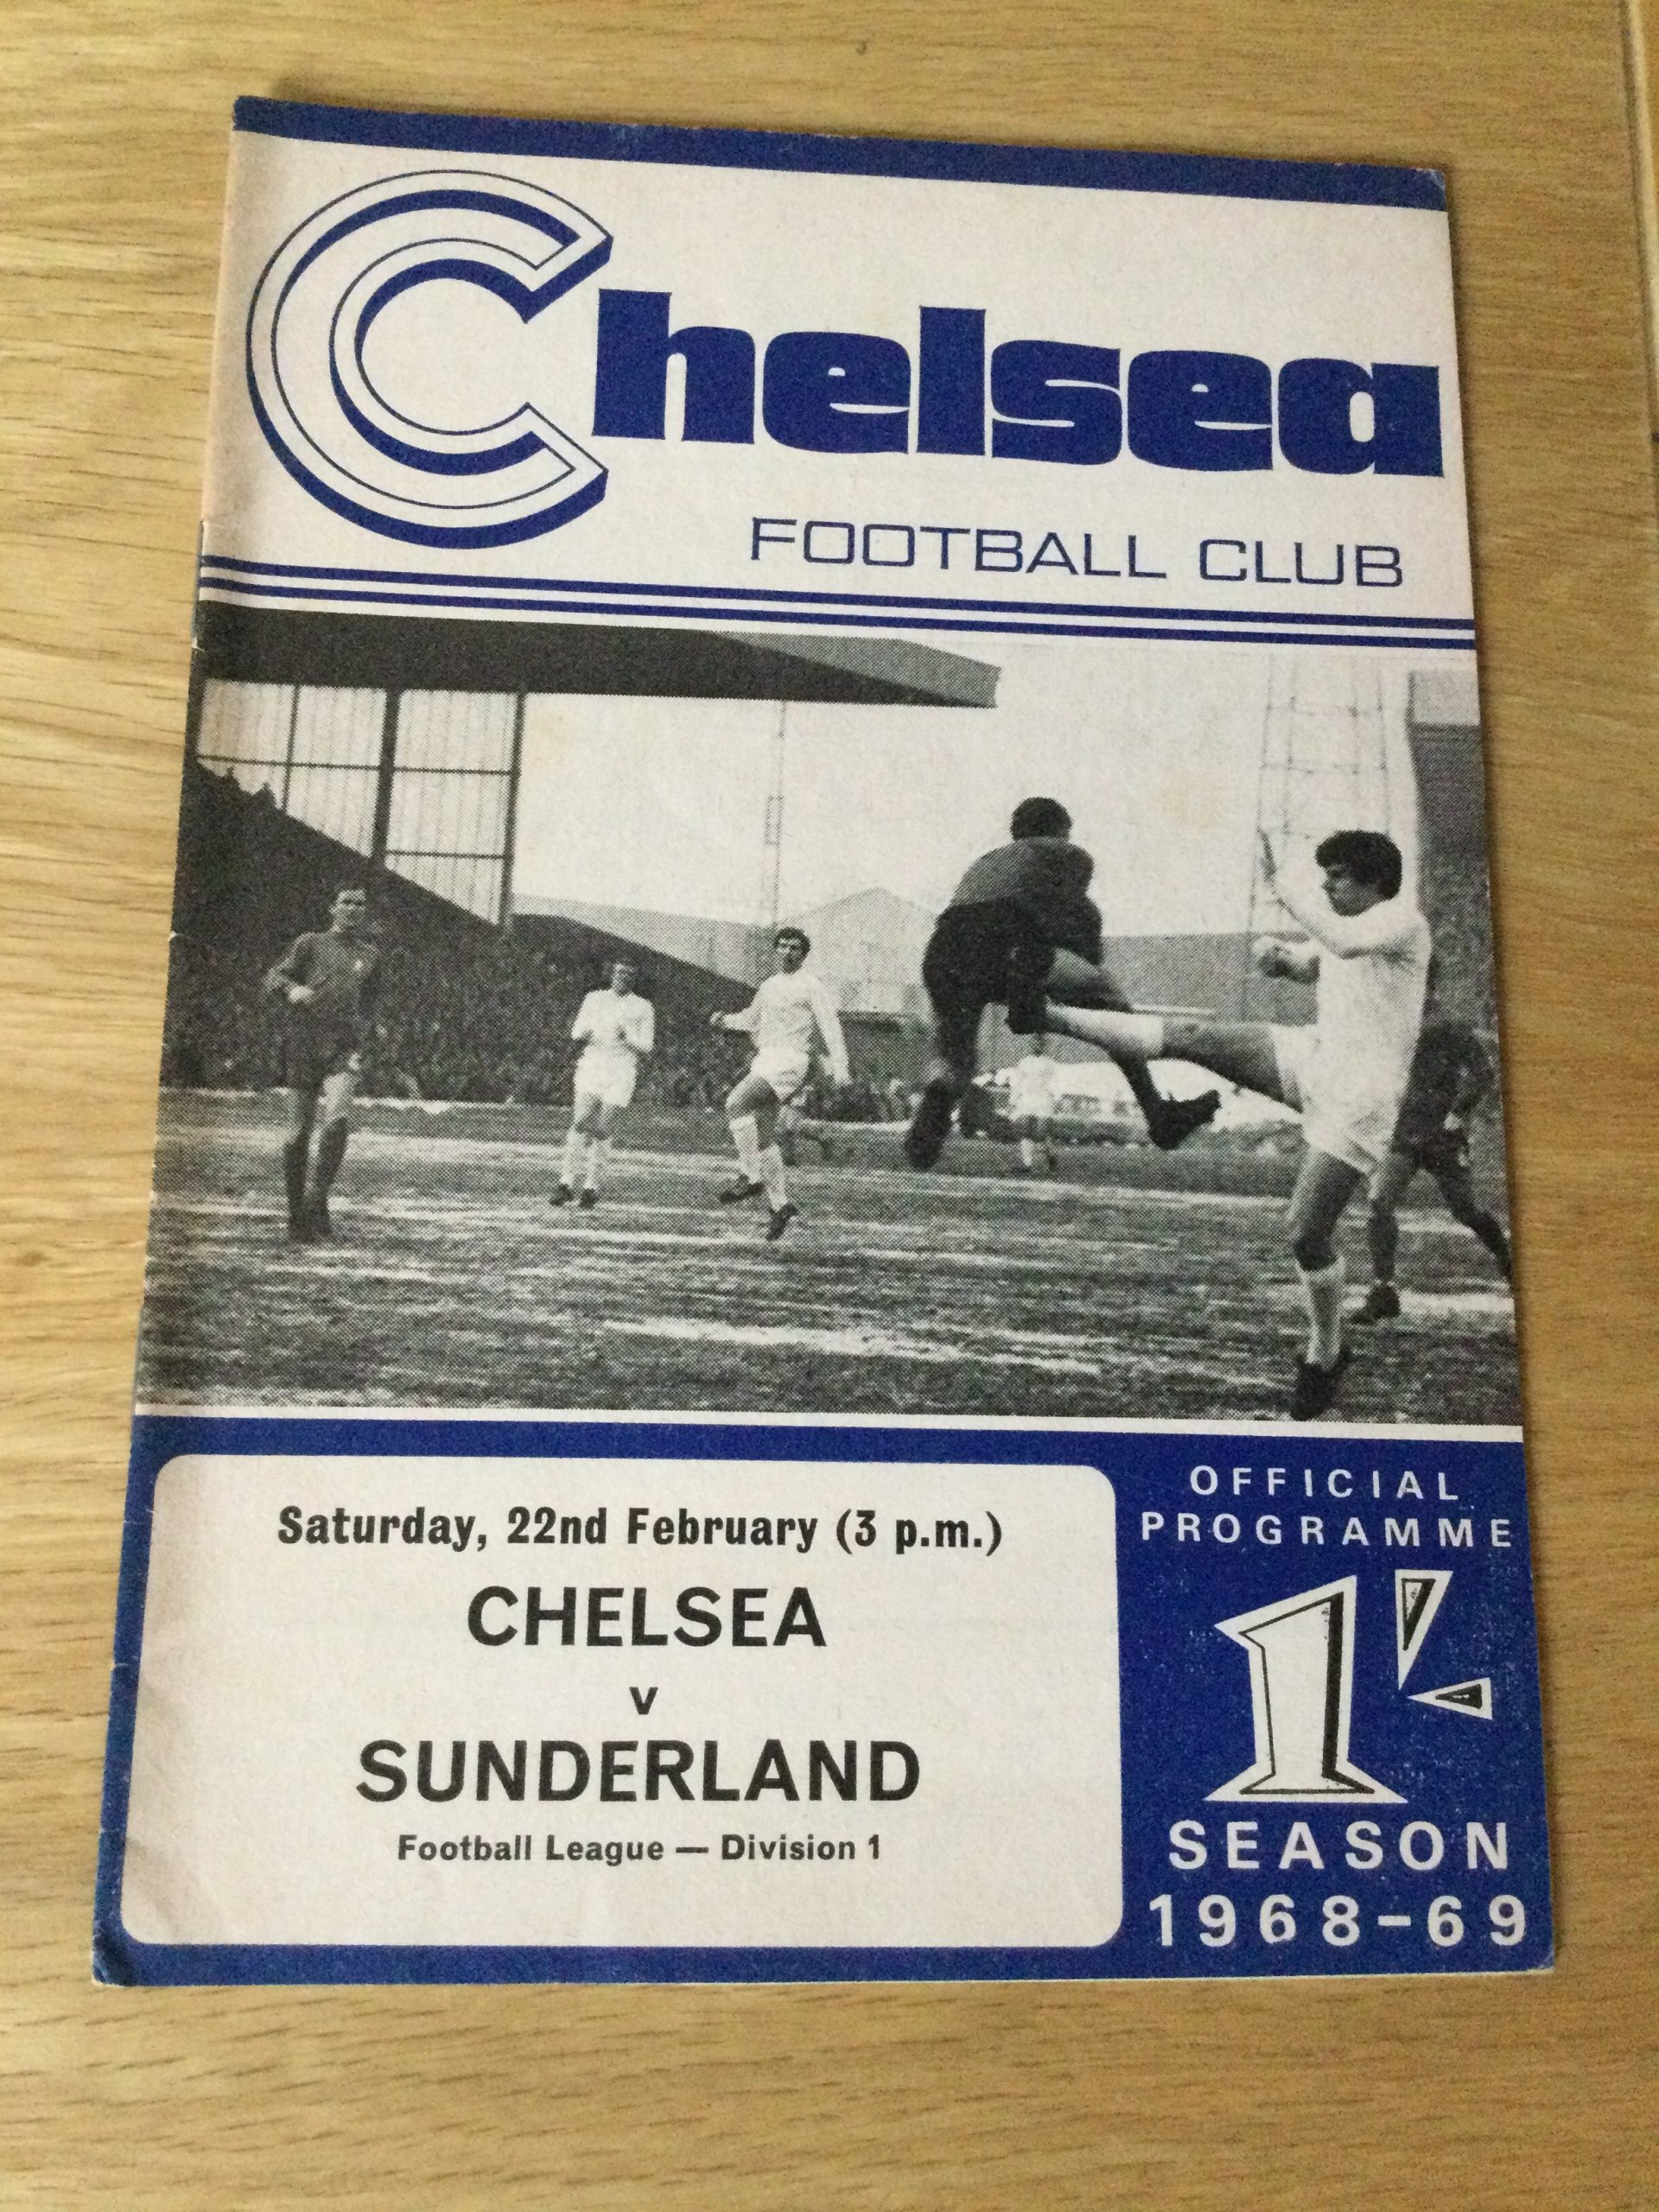 Chelsea
FOOTBALL CLUB
Saturday, 22nd February (3 p.m.)
CHELSEA
v
SUNDERLAND
Football League — Division 1
OFFICIAL
PROGRAMME
1/-
SEASON
1968-69